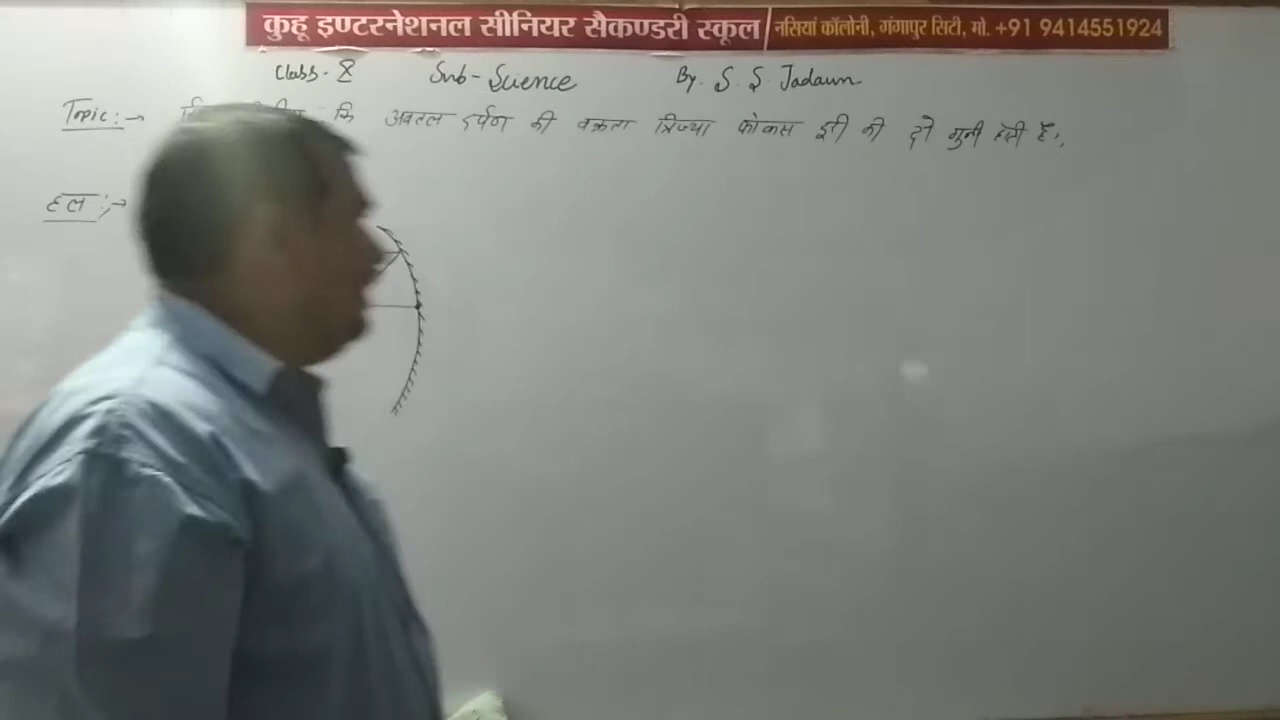 कुहू इण्टरनेशनल सीनियर सैकण्डरी स्कूल नसियां कॉलोनी, गंगापुर सिटी, मो. +91 9414551924
Class - 8 Sub - Science By. S. S Jadaun
Topic:→ कि अवतल दर्पण की वक्रता त्रिज्या फोकस दूरी की दो गुनी होती है।
हल:→